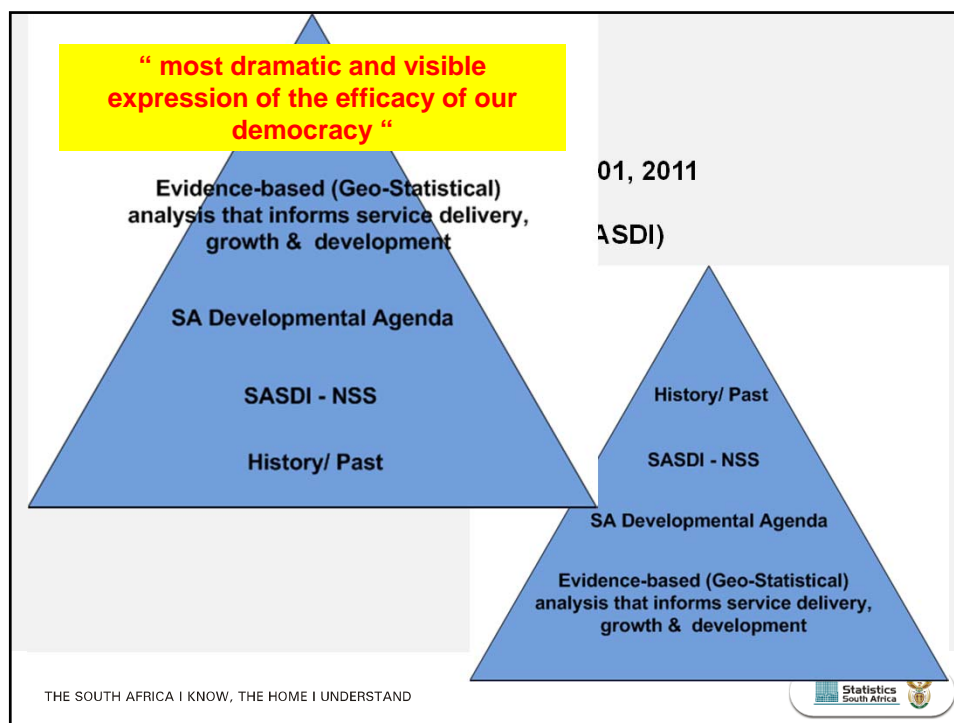 “ most dramatic and visible
expression of the efficacy of our
democracy “
Evidence-based (Geo-Statistical)
analysis that informs service delivery,
growth & development
SA Developmental Agenda
SASDI - NSS
History/ Past
01, 2011
ASDI)
History/ Past
SASDI - NSS
SA Developmental Agenda
Evidence-based (Geo-Statistical)
analysis that informs service delivery,
growth & development
THE SOUTH AFRICA I KNOW, THE HOME I UNDERSTAND
Statistics
South Africa